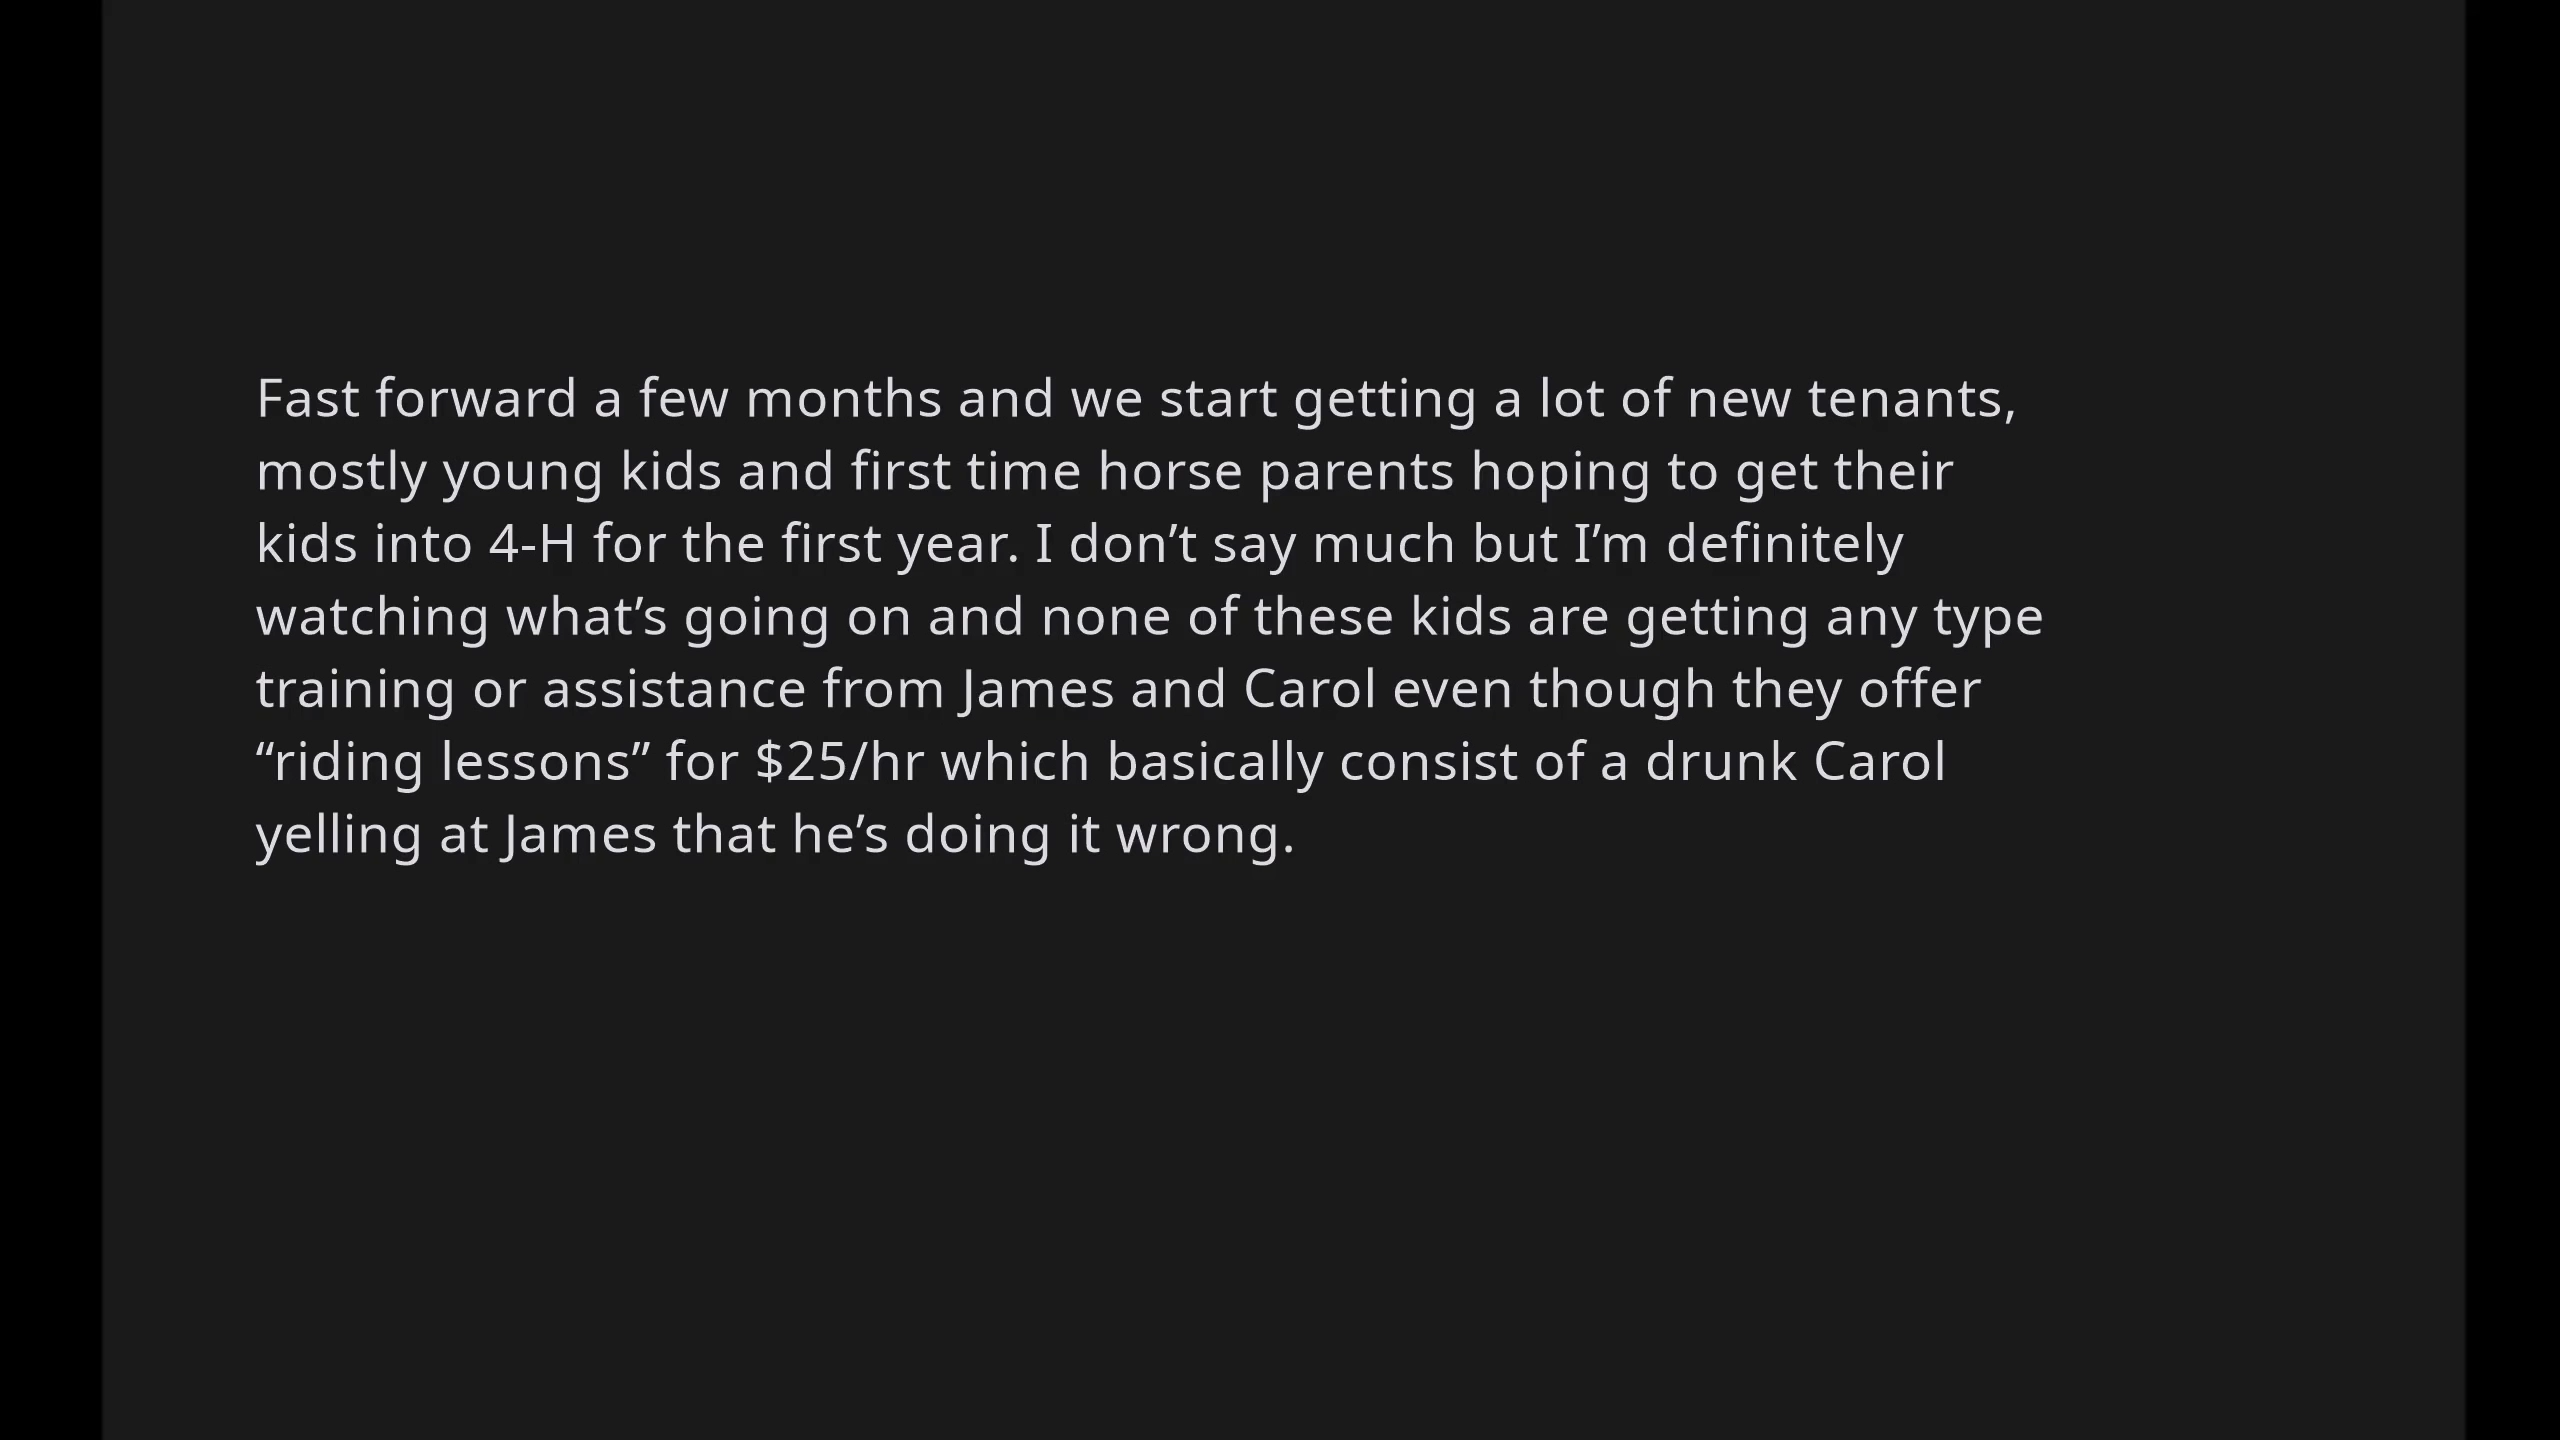 Fast forward a few months and we start getting a lot of new tenants,
mostly young kids and first time horse parents hoping to get their
kids into 4-H for the first year. I don’t say much but I’m definitely
watching what’s going on and none of these kids are getting any type
training or assistance from James and Carol even though they offer
“riding lessons” for $25/hr which basically consist of a drunk Carol
yelling at James that he’s doing it wrong.